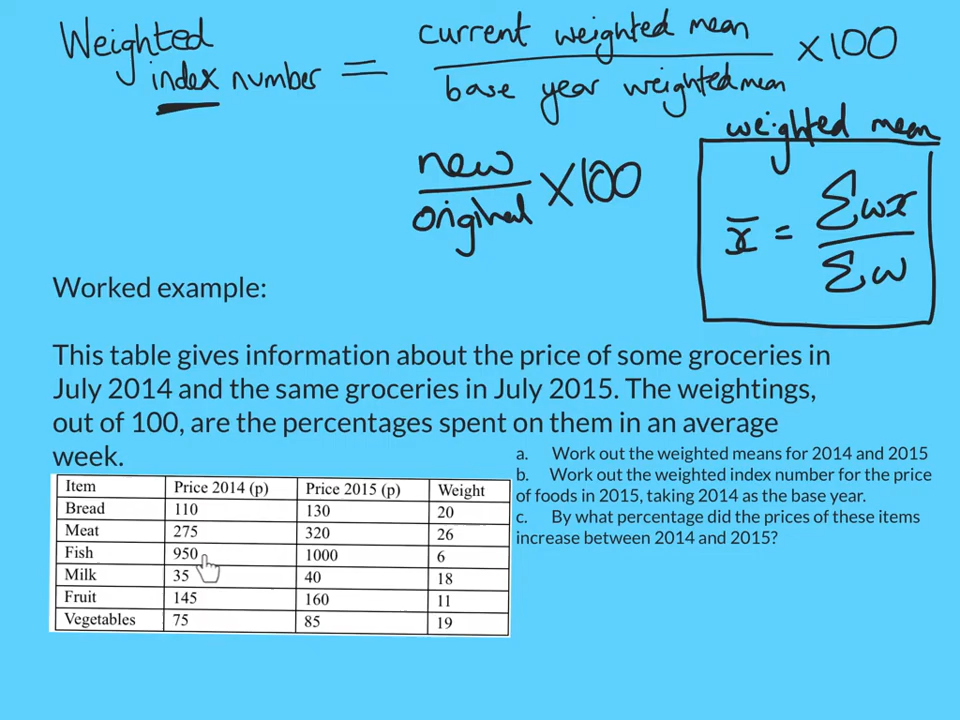 Weighted index number = current weighted mean / base year weighted mean ×100
new / original ×100
weighted mean
x̄ = Σwx / Σw
Worked example:
This table gives information about the price of some groceries in
July 2014 and the same groceries in July 2015. The weightings,
out of 100, are the percentages spent on them in an average
week.
a. Work out the weighted means for 2014 and 2015
b. Work out the weighted index number for the price
of foods in 2015, taking 2014 as the base year.
c. By what percentage did the prices of these items
increase between 2014 and 2015?
Item Price 2014 (p) Price 2015 (p) Weight
Bread 110 130 20
Meat 275 320 26
Fish 950 1000 6
Milk 35 40 18
Fruit 145 160 11
Vegetables 75 85 19